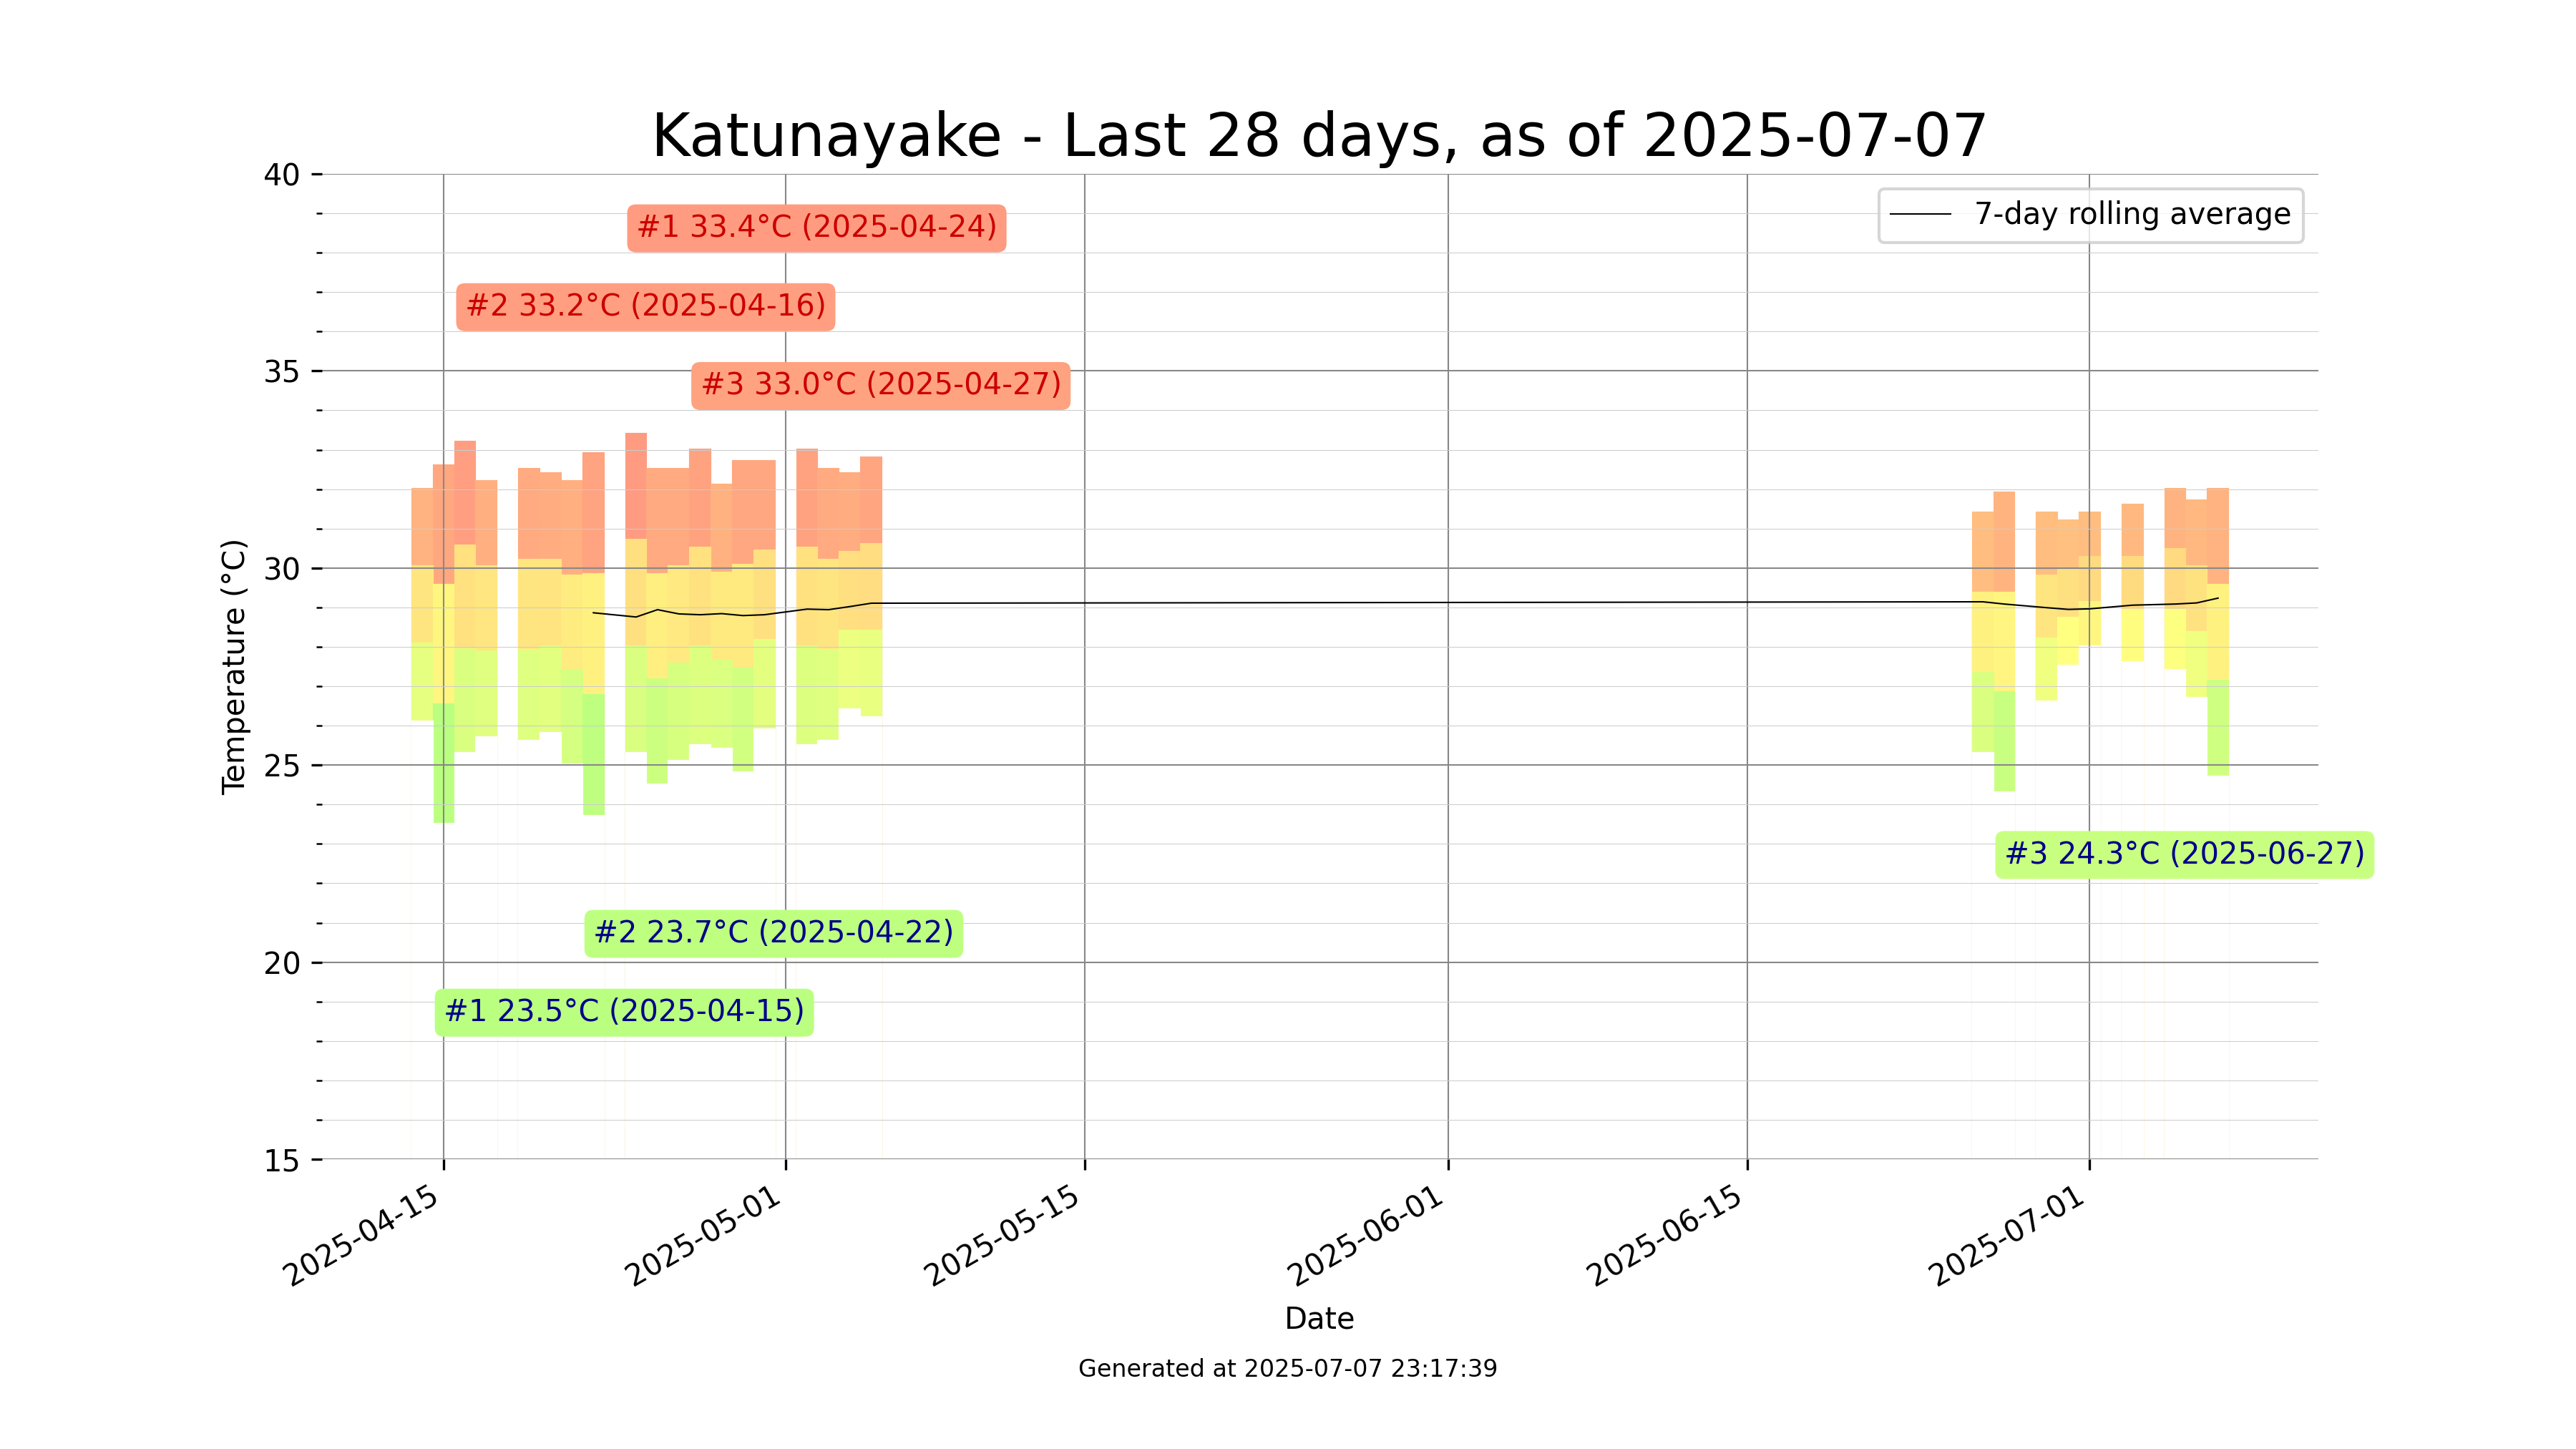 Katunayake - Last 28 days, as of 2025-07-07
40
35
30
25
20
15
Temperature (°C)
7-day rolling average
#1 33.4°C (2025-04-24)
#2 33.2°C (2025-04-16)
#3 33.0°C (2025-04-27)
#3 24.3°C (2025-06-27)
#2 23.7°C (2025-04-22)
#1 23.5°C (2025-04-15)
2025-04-15
2025-05-01
2025-05-15
2025-06-01
2025-06-15
2025-07-01
Date
Generated at 2025-07-07 23:17:39